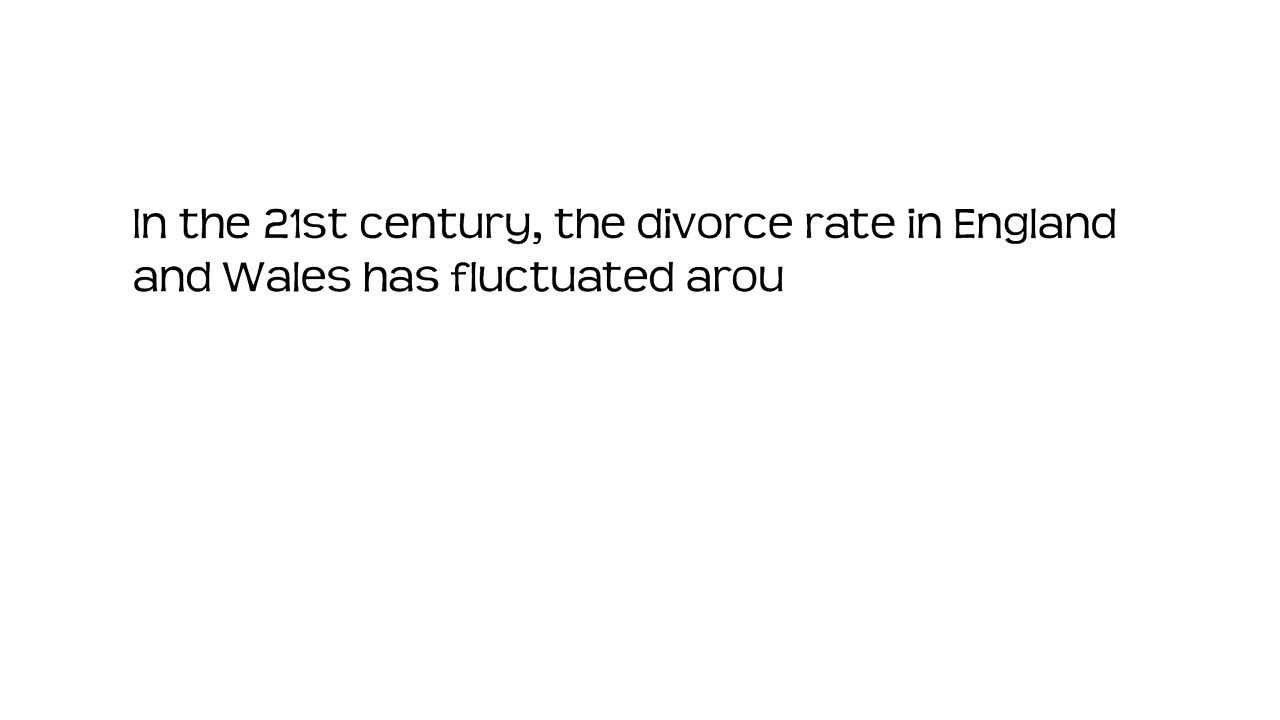 In the 21st century, the divorce rate in England
and Wales has fluctuated arou